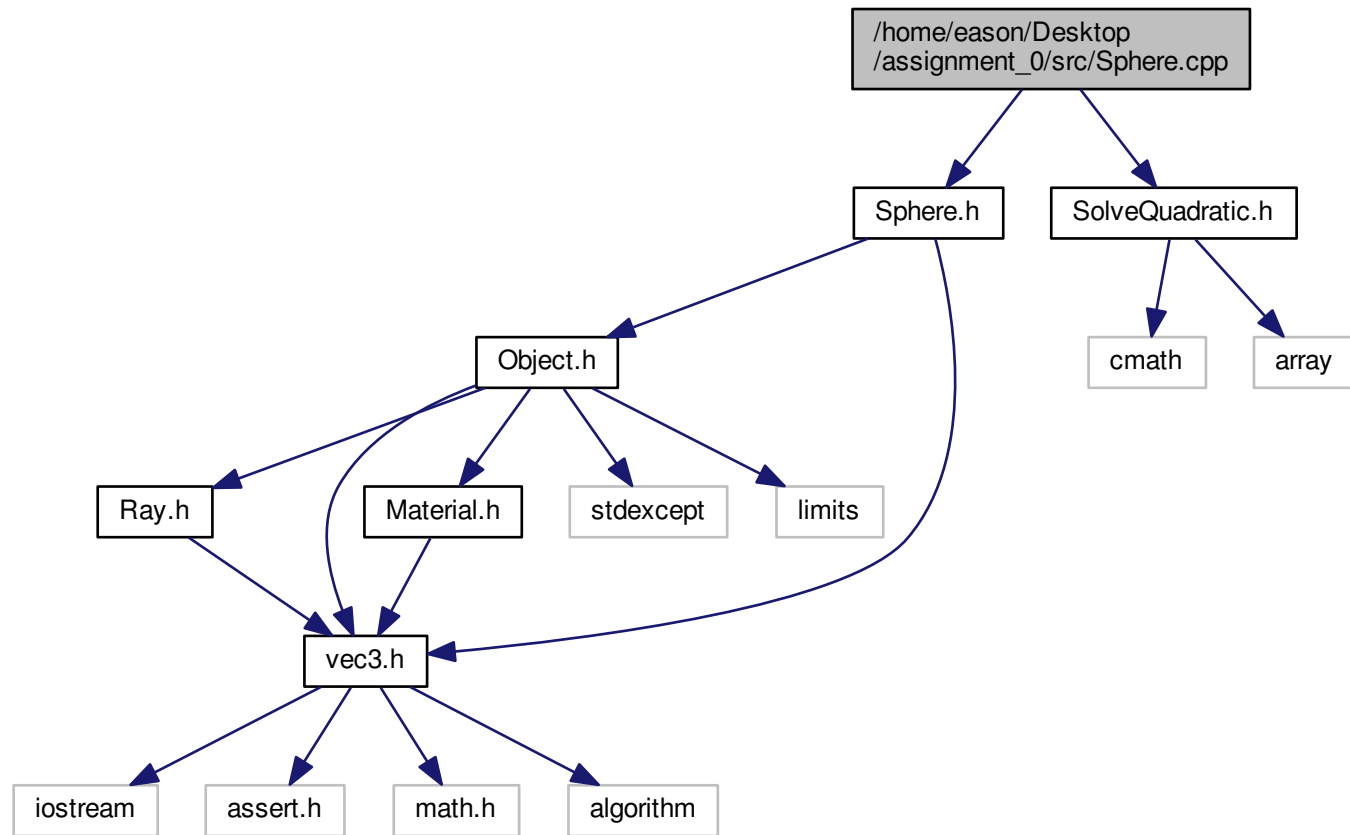 /home/eason/Desktop
/assignment_0/src/Sphere.cpp
Sphere.h
SolveQuadratic.h
Object.h
cmath
array
Ray.h
Material.h
stdexcept
limits
vec3.h
iostream
assert.h
math.h
algorithm